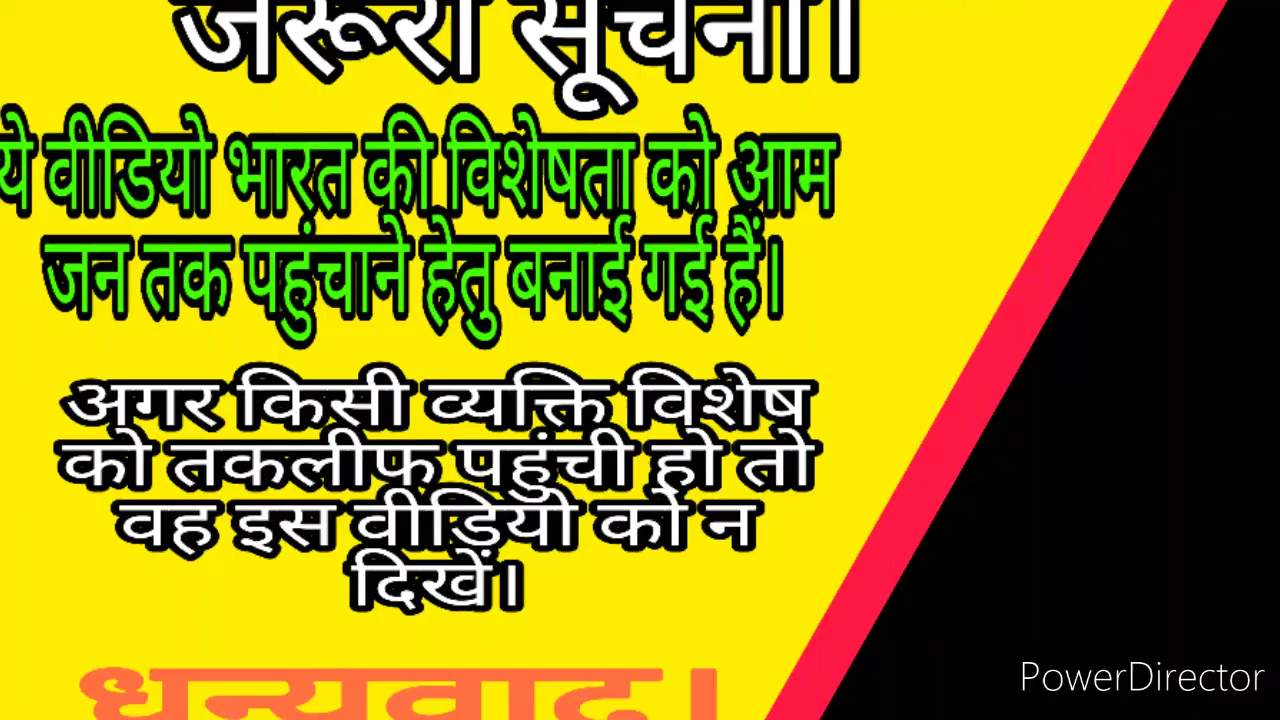 जरूरी सूचना।
ये वीडियो भारत की विशेषता को आम
जन तक पहुंचाने हेतु बनाई गई हैं।
अगर किसी व्यक्ति विशेष
को तकलीफ पहुंची हो तो
वह इस वीडियो को न
दिखें।
धन्यवाद।
PowerDirector